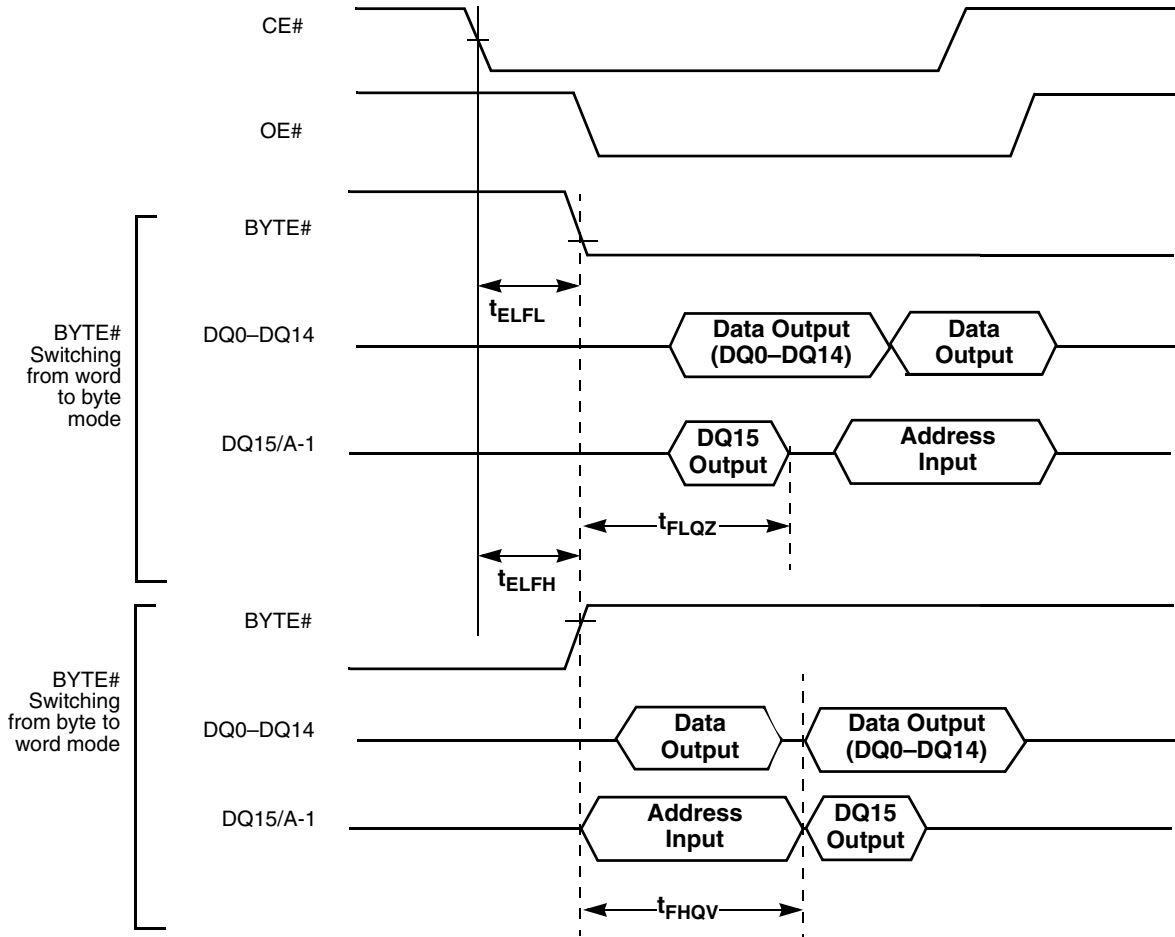 CE#
OE#
BYTE#
tELFL
BYTE#
Switching
from word
to byte
mode
DQ0–DQ14
Data Output
(DQ0–DQ14)
Data
Output
DQ15/A-1
DQ15
Output
Address
Input
tFLQZ
tELFH
BYTE#
BYTE#
Switching
from byte to
word mode
DQ0–DQ14
Data
Output
Data Output
(DQ0–DQ14)
DQ15/A-1
Address
Input
DQ15
Output
tFHQV